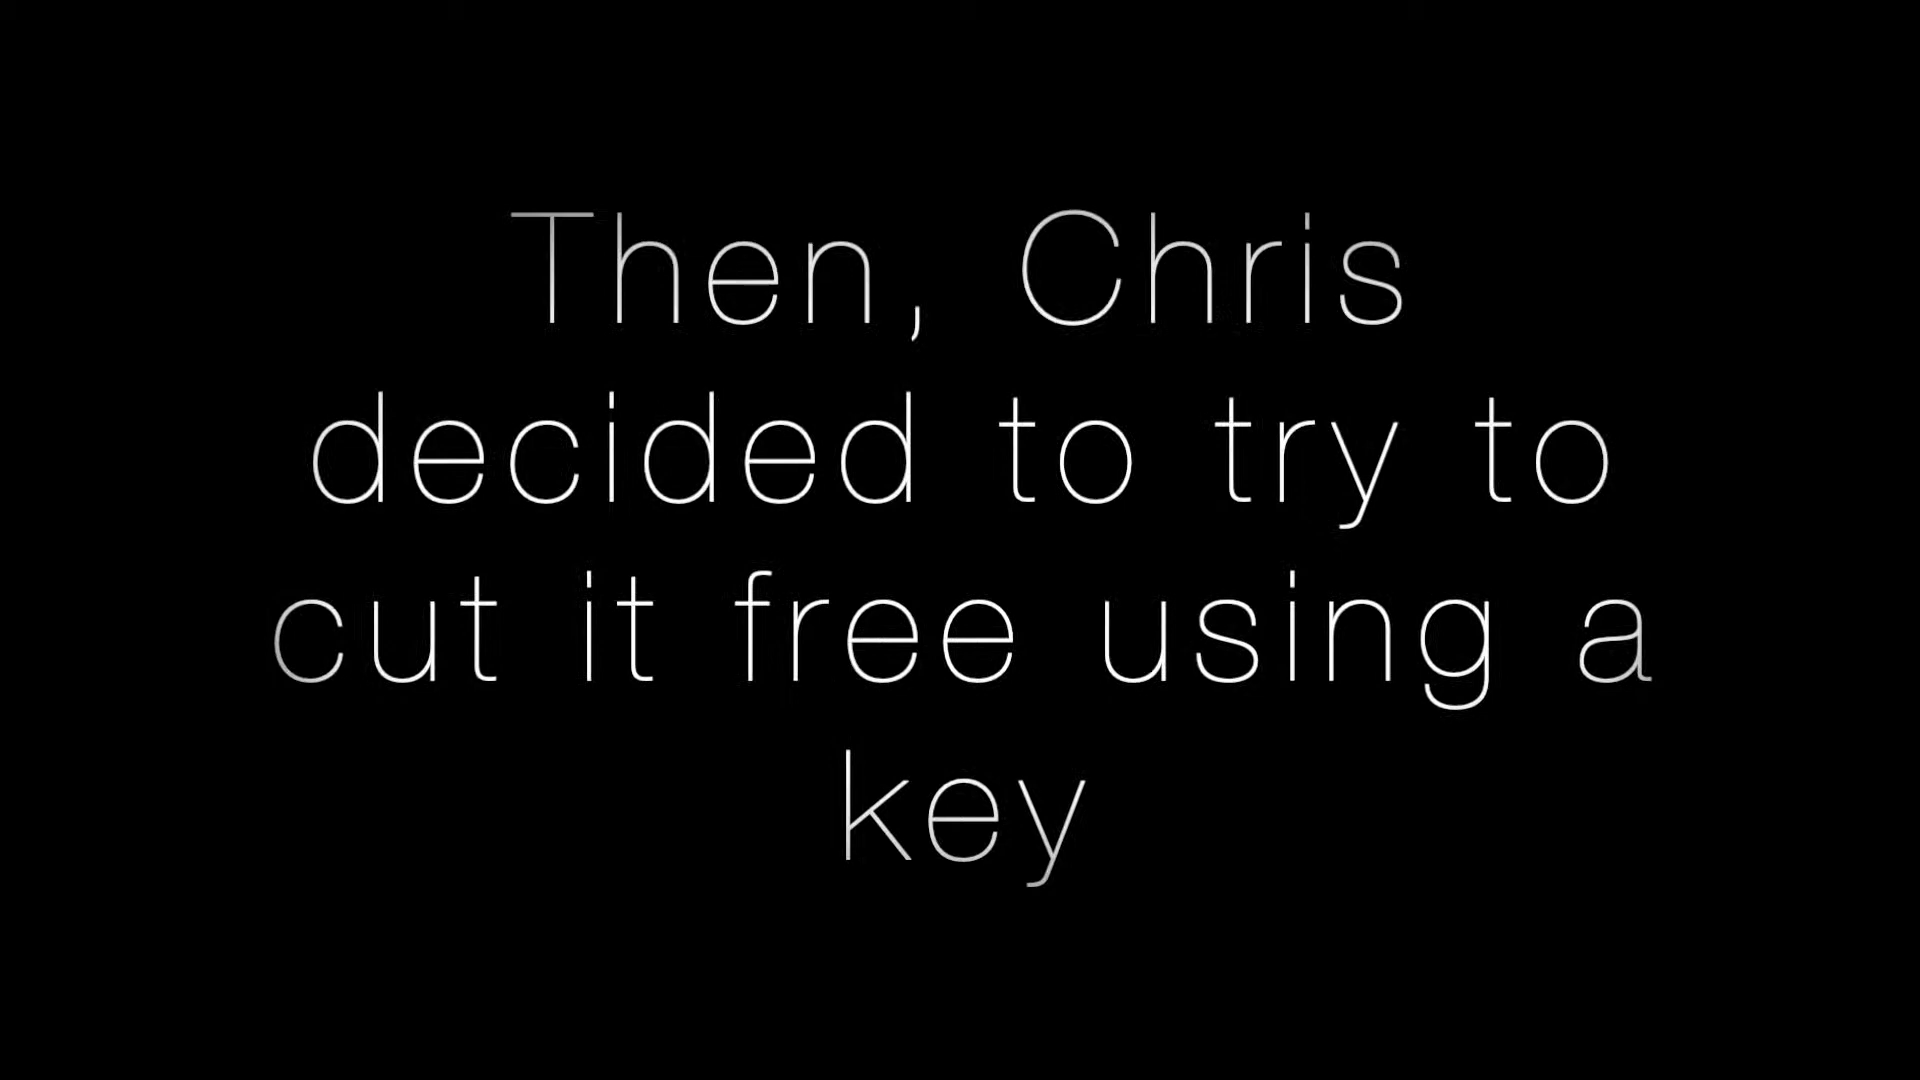 Then, Chris
decided to try to
cut it free using a
key